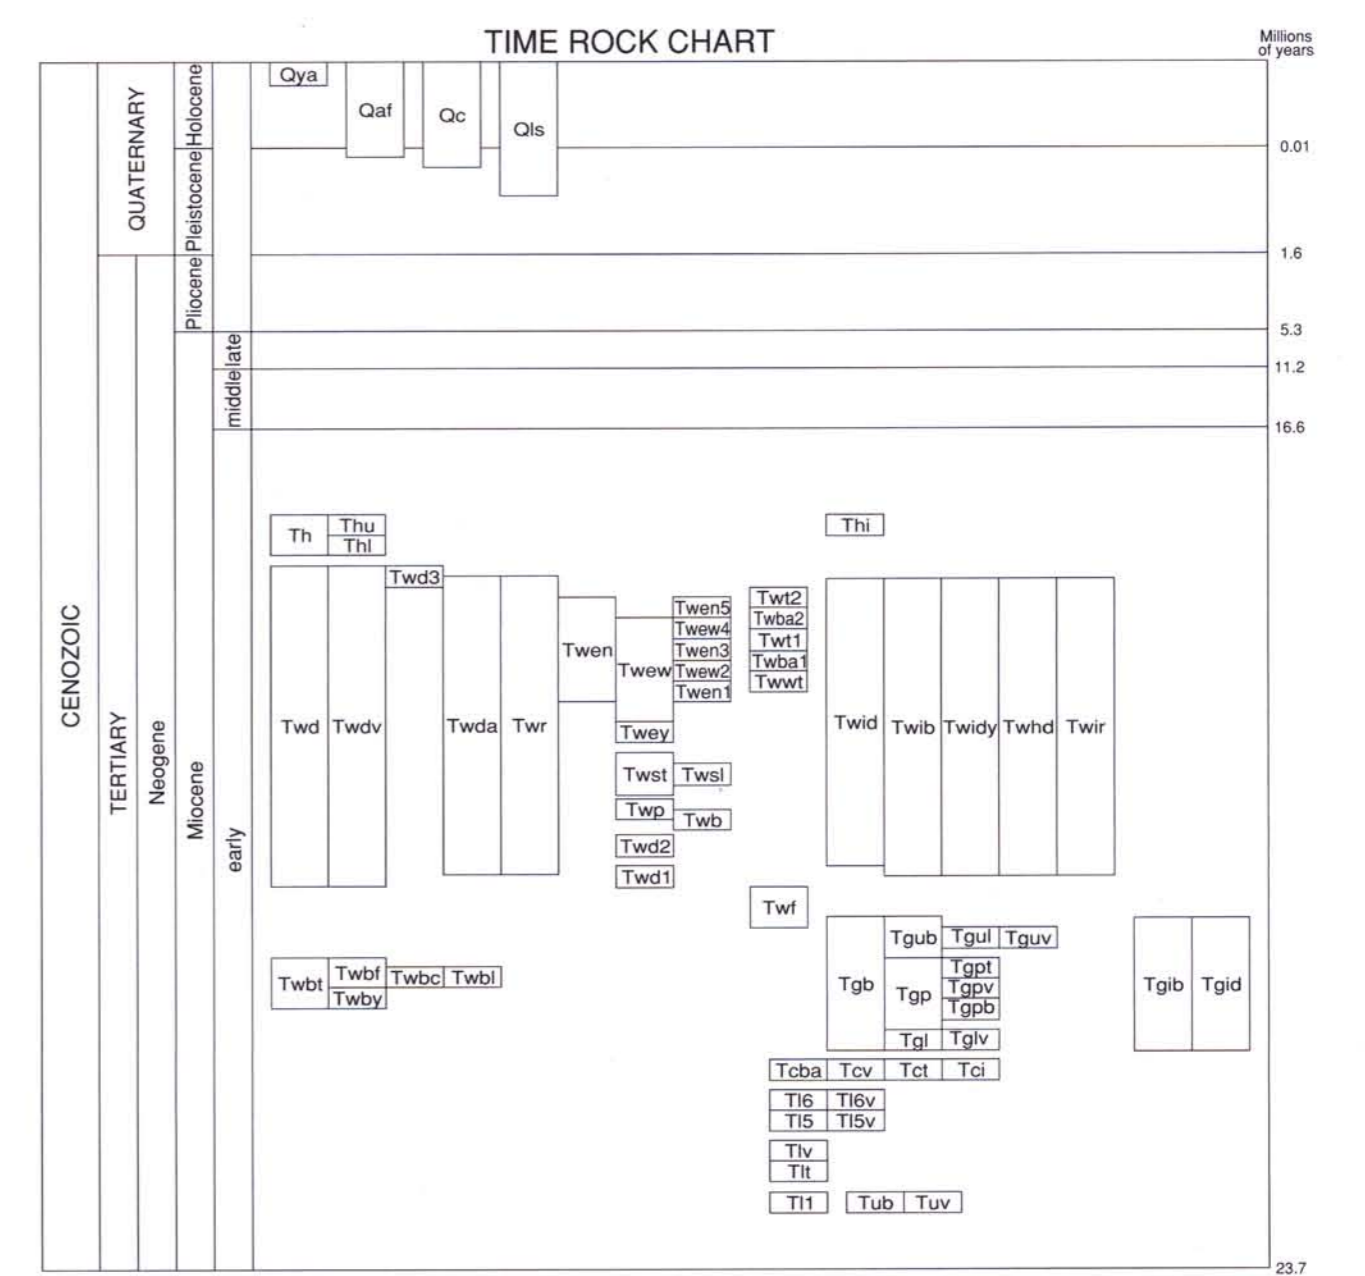 TIME ROCK CHART
Millions
of years
CENOZOIC
QUATERNARY
TERTIARY
Neogene
Holocene
Pleistocene
Pliocene
Miocene
late
middle
early
0.01
1.6
5.3
11.2
16.6
23.7
Qya
Qaf
Qc
Qls
Th
Thu
Thl
Thi
Twd
Twdv
Twd3
Twda
Twr
Twen
Twew
Twen5
Twew4
Twen3
Twew2
Twen1
Twey
Twst
Twsl
Twp
Twb
Twd2
Twd1
Twt2
Twba2
Twt1
Twba1
Twwt
Twid
Twib
Twidy
Twhd
Twir
Twf
Twbt
Twbf
Twby
Twbc
Twbl
Tgb
Tgub
Tgul
Tguv
Tgp
Tgpt
Tgpv
Tgpb
Tgl
Tglv
Tgib
Tgid
Tcba
Tcv
Tct
Tci
Tl6
Tl6v
Tl5
Tl5v
Tlv
Tlt
Tl1
Tub
Tuv